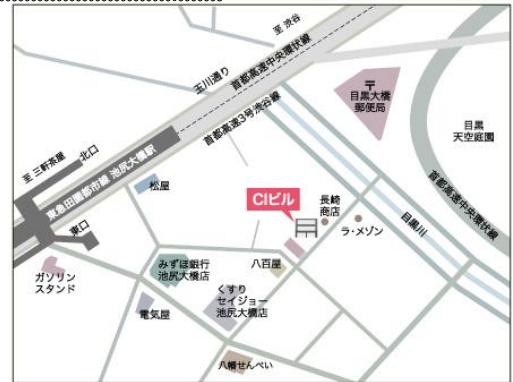 至 渋谷
玉川通り
首都高速中央環状線
首都高速3号渋谷線
〒
目黒大橋
郵便局
目黒
天空庭園
首都高速中央環状線
至 三軒茶屋
北口
東急田園都市線 池尻大橋駅
東口
松屋
CIビル
長崎
商店
ラ・メゾン
目黒川
ガソリン
スタンド
みずほ銀行
池尻大橋店
八百屋
くすり
セイジョー
池尻大橋店
電気屋
八幡せんべい